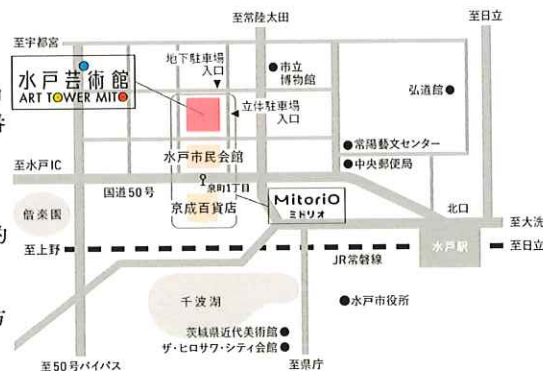 至常陸太田
至日立
至宇都宮
地下駐車場
入口
市立
博物館
水戸芸術館
ART TOWER MITO
弘道館
立体駐車場
入口
常陽藝文センター
水戸市民会館
中央郵便局
至水戸IC
国道50号
泉町1丁目
MitoriO
ミトリオ
北口
偕楽園
京成百貨店
至大洗
至上野
水戸駅
至日立
JR常磐線
千波湖
水戸市役所
茨城県近代美術館
ザ・ヒロサワ・シティ会館
至50号バイパス
至県庁
的